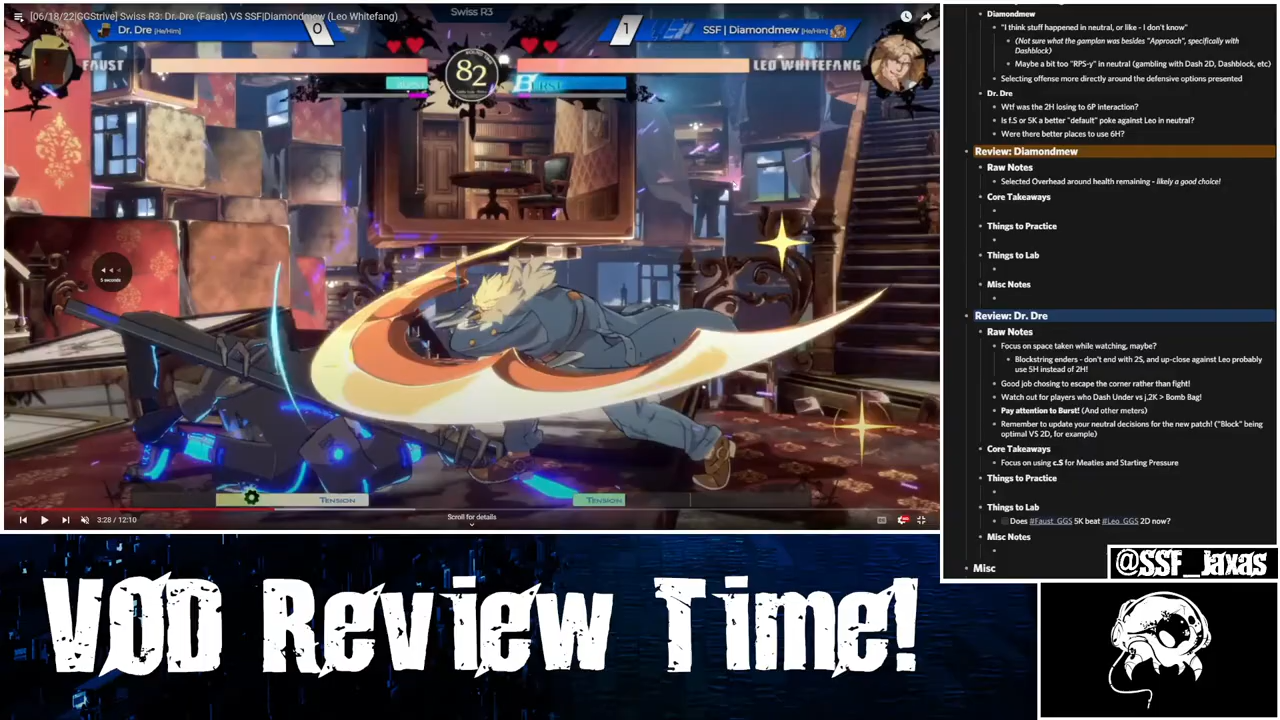 [06/18/22]GGStrive] Swiss R3: Dr. Dre (Faust) VS SSF|Diamondmew (Leo Whitefang)
Swiss R3
Dr. Dre [He/Him]
0
1
SSF | Diamondmew [He/Him]
FAUST
82
LEO WHITEFANG
BURST
5 seconds
TENSION
TENSION
3:28 / 12:10
Scroll for details
Diamondmew
"I think stuff happened in neutral, or like - I don't know"
(Not sure what the gamplan was besides "Approach", specifically with
Dashblock)
Maybe a bit too "RPS-y" in neutral (gambling with Dash 2D, Dashblock, etc)
Selecting offense more directly around the defensive options presented
Dr. Dre
Wtf was the 2H losing to 6P interaction?
Is f.S or 5K a better "default" poke against Leo in neutral?
Were there better places to use 6H?
Review: Diamondmew
Raw Notes
Selected Overhead around health remaining - likely a good choice!
Core Takeaways
Things to Practice
Things to Lab
Misc Notes
Review: Dr. Dre
Raw Notes
Focus on space taken while watching, maybe?
Blockstring enders - don't end with 2S, and up-close against Leo probably
use 5H instead of 2H!
Good job chosing to escape the corner rather than fight!
Watch out for players who Dash Under vs j.2K > Bomb Bag!
Pay attention to Burst! (And other meters)
Remember to update your neutral decisions for the new patch! ("Block" being
optimal VS 2D, for example)
Core Takeaways
Focus on using c.S for Meaties and Starting Pressure
Things to Practice
Things to Lab
Does #Faust_GGS 5K beat #Leo_GGS 2D now?
Misc Notes
Misc
@SSF_Jaxas
VOD Review Time!